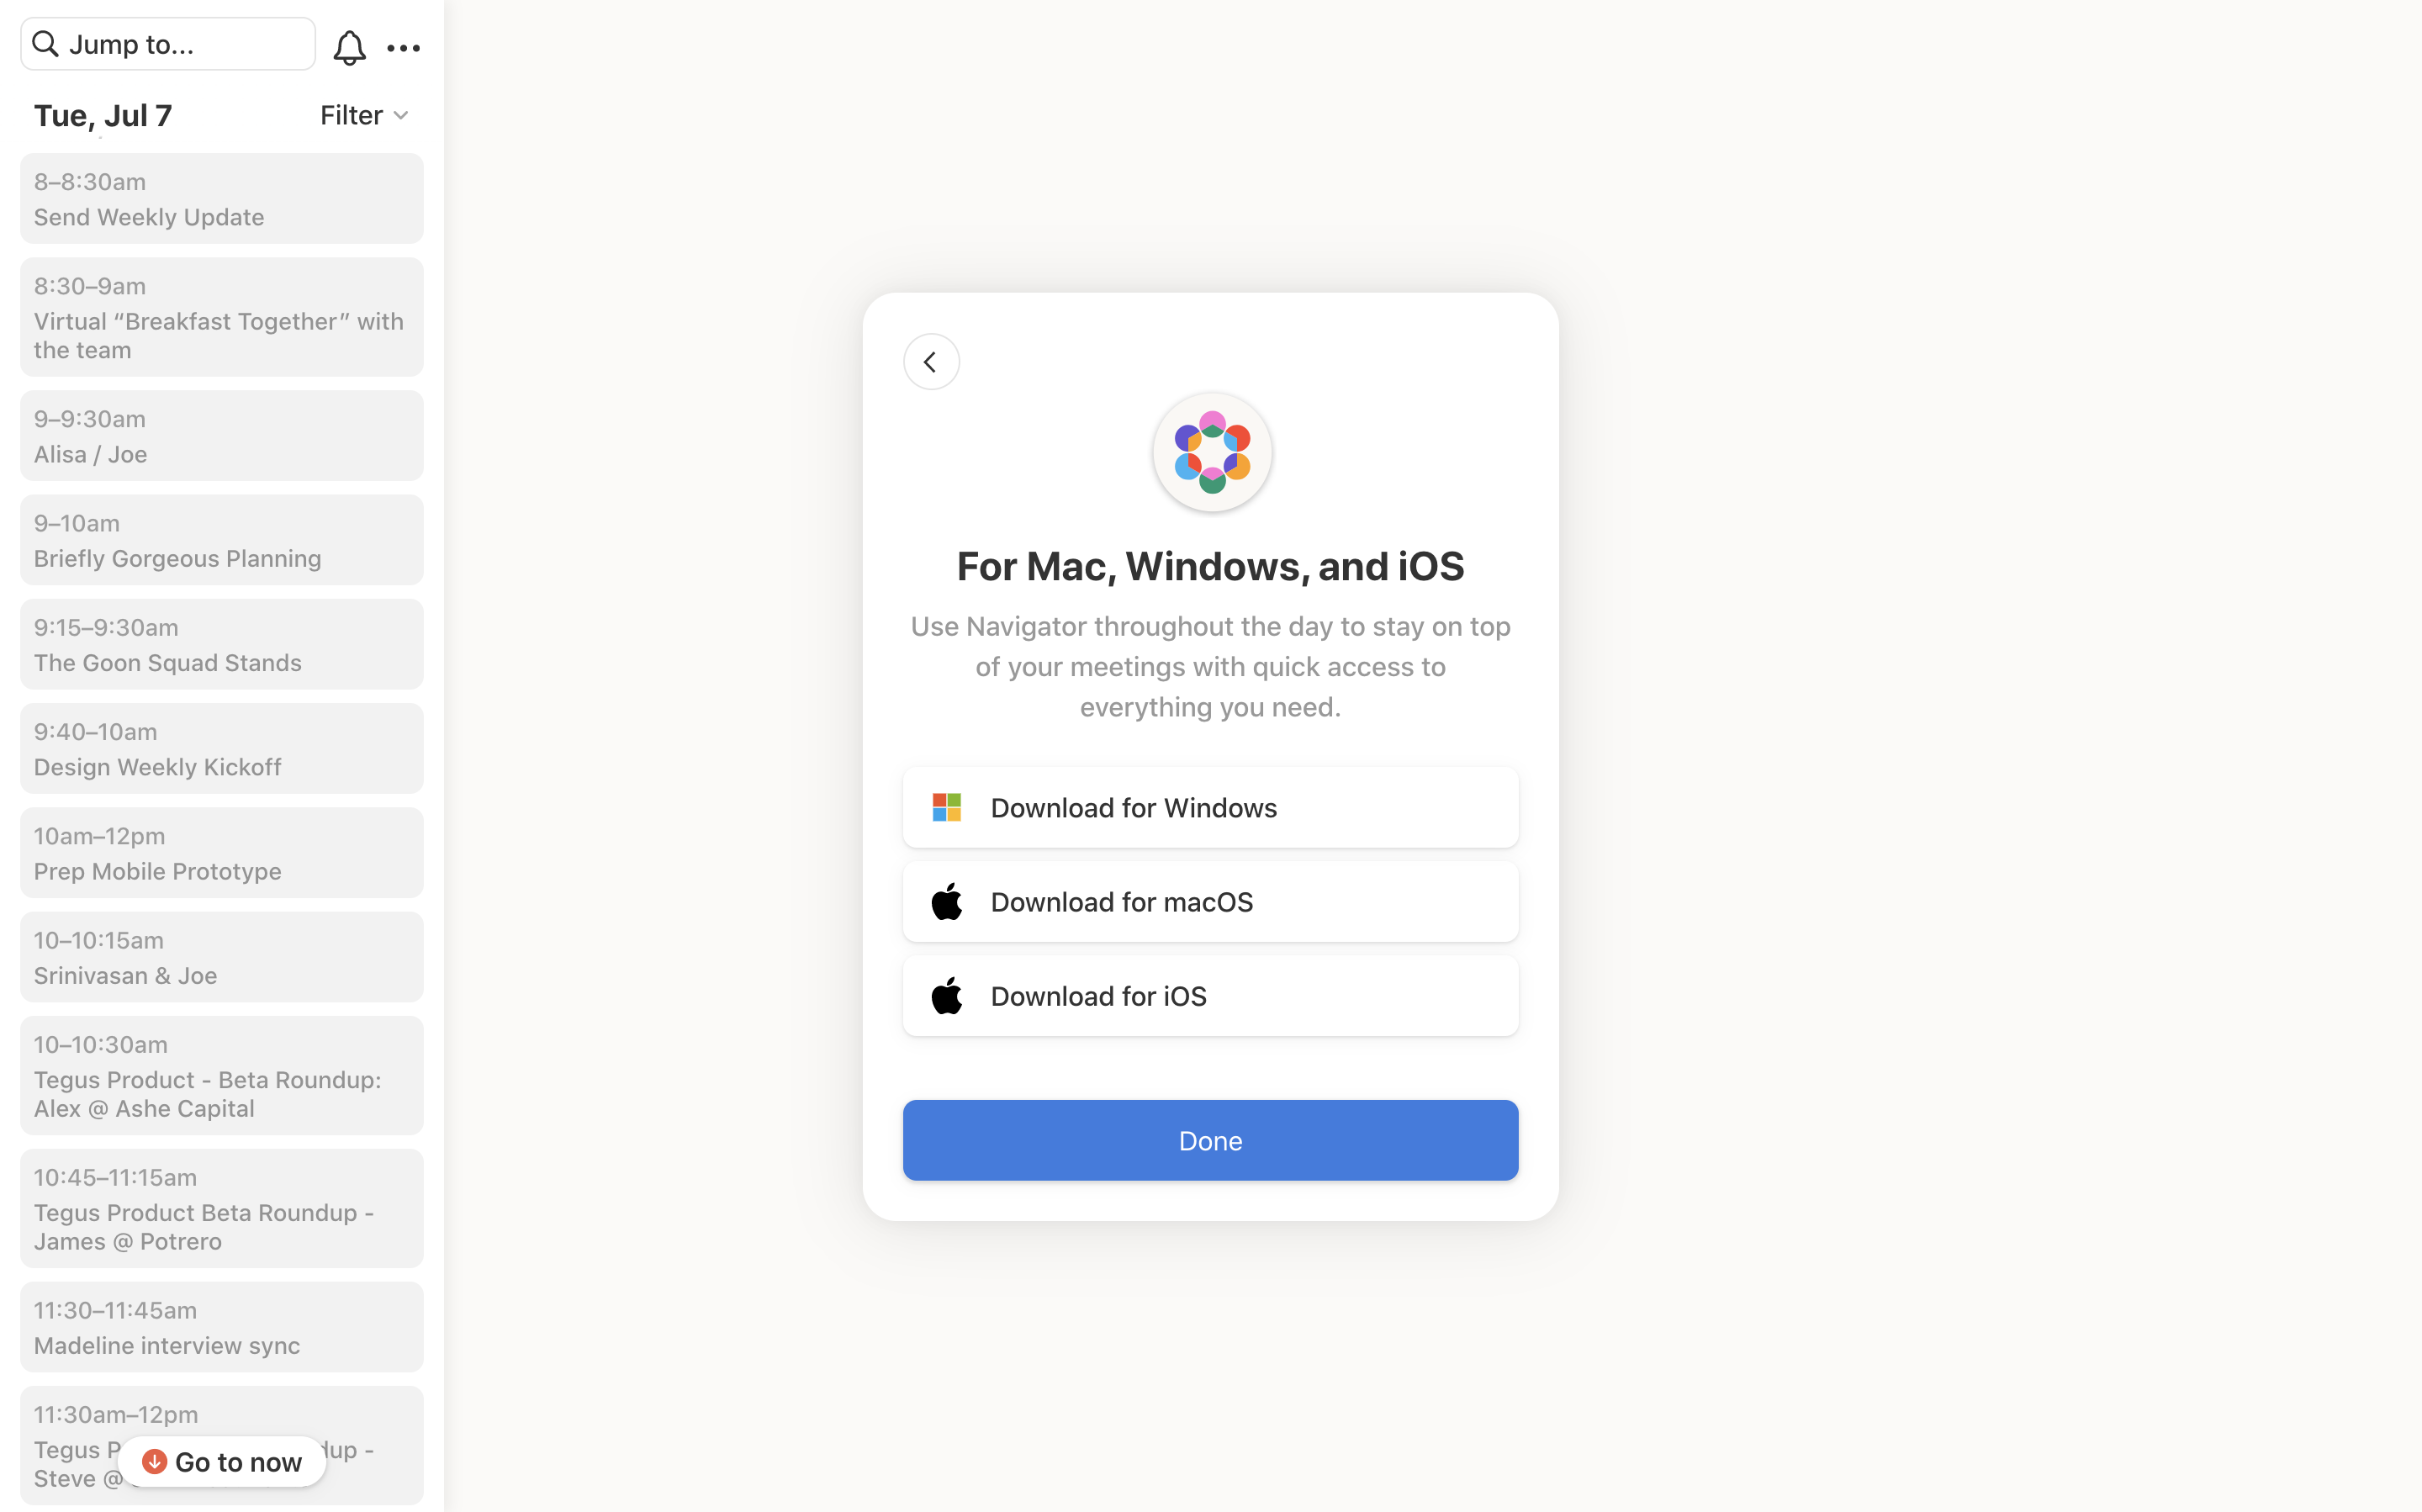 Jump to...
Tue, Jul 7
Filter
8–8:30am
Send Weekly Update
8:30–9am
Virtual “Breakfast Together” with
the team
9–9:30am
Alisa / Joe
9–10am
Briefly Gorgeous Planning
9:15–9:30am
The Goon Squad Stands
9:40–10am
Design Weekly Kickoff
10am–12pm
Prep Mobile Prototype
10–10:15am
Srinivasan & Joe
10–10:30am
Tegus Product - Beta Roundup:
Alex @ Ashe Capital
10:45–11:15am
Tegus Product Beta Roundup -
James @ Potrero
11:30–11:45am
Madeline interview sync
11:30am–12pm
Tegus
Steve @
Go to now
For Mac, Windows, and iOS
Use Navigator throughout the day to stay on top
of your meetings with quick access to
everything you need.
Download for Windows
Download for macOS
Download for iOS
Done